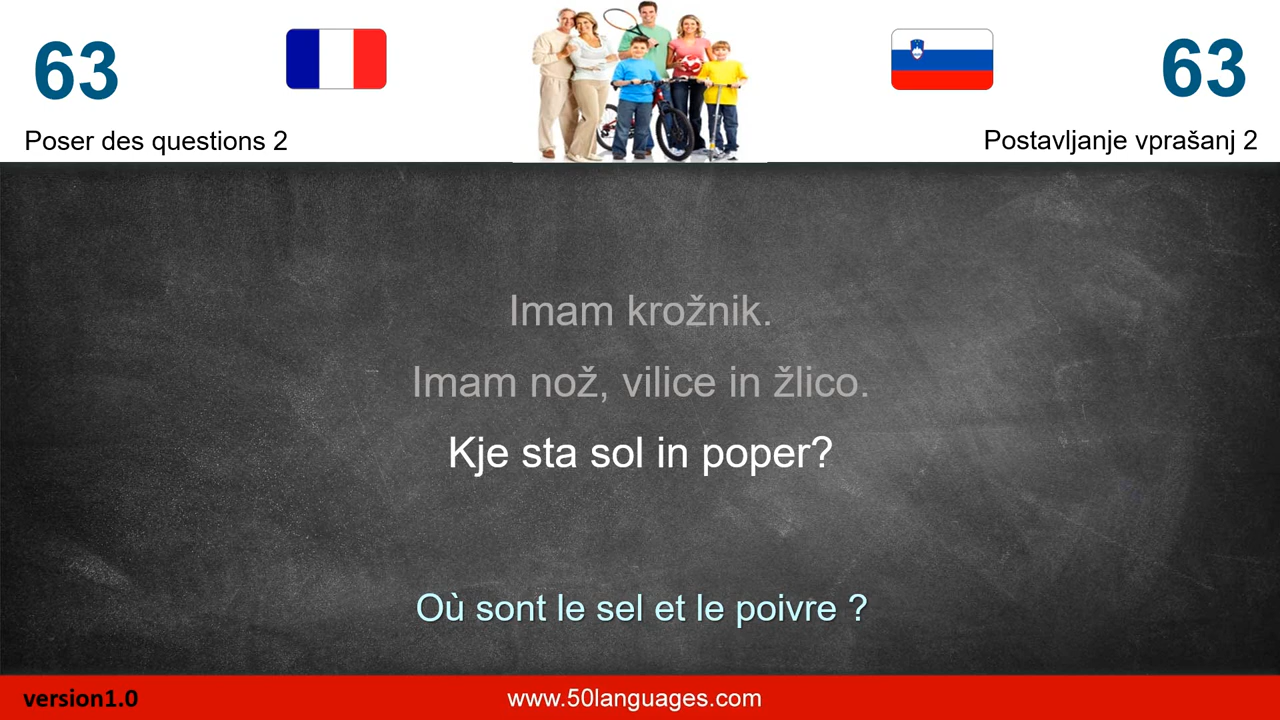 63
63
Poser des questions 2
Postavljanje vprašanj 2
Imam krožnik.
Imam nož, vilice in žlico.
Kje sta sol in poper?
Où sont le sel et le poivre ?
version1.0
www.50languages.com